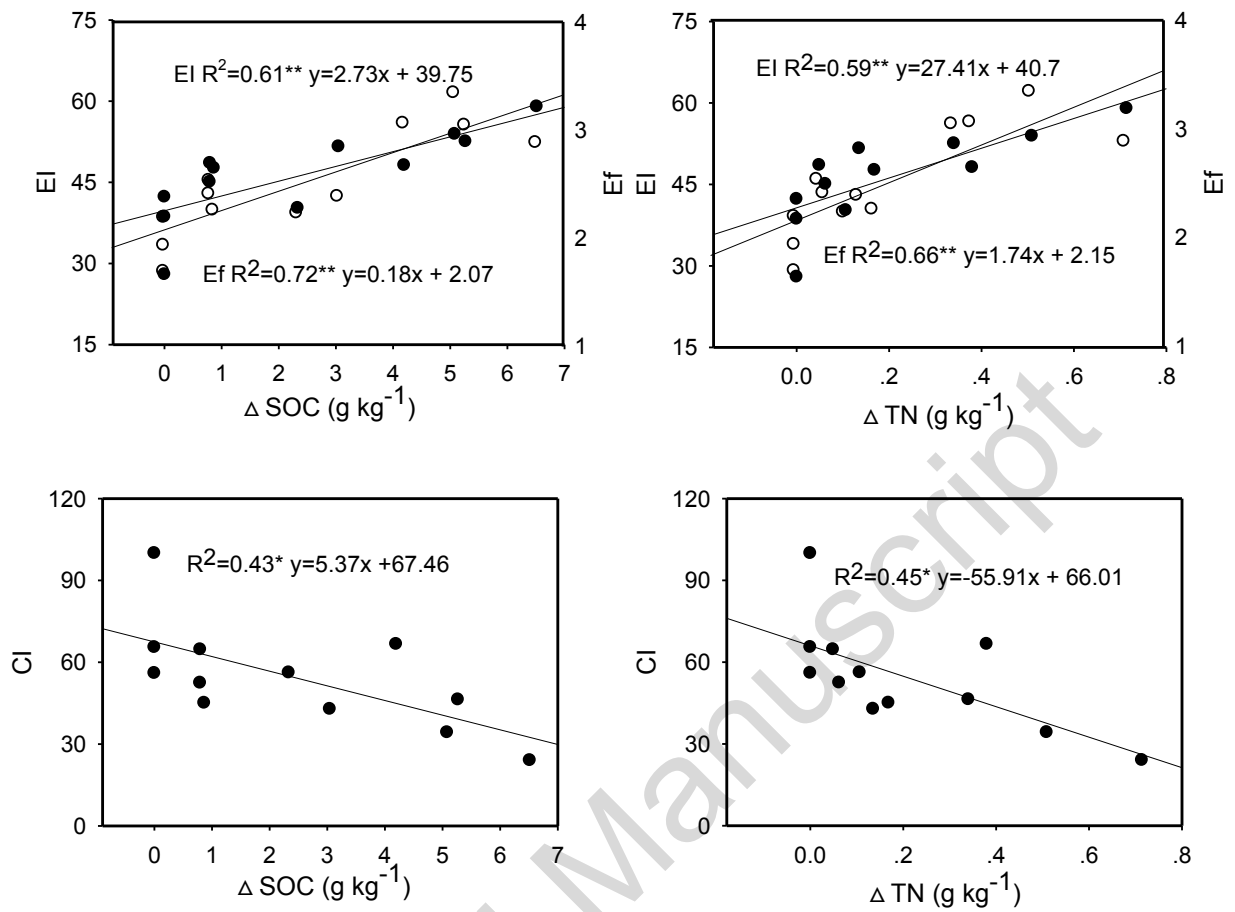 75
60
45
30
15
EI
EI R²=0.61** y=2.73x + 39.75
Ef R²=0.72** y=0.18x + 2.07
4
3
2
1
Ef
0 1 2 3 4 5 6 7
Δ SOC (g kg⁻¹)
75
60
45
30
15
EI
EI R²=0.59** y=27.41x + 40.7
Ef R²=0.66** y=1.74x + 2.15
4
3
2
1
Ef
0.0 .2 .4 .6 .8
Δ TN (g kg⁻¹)
120
90
60
30
0
CI
R²=0.43* y=5.37x +67.46
0 1 2 3 4 5 6 7
Δ SOC (g kg⁻¹)
120
90
60
30
0
CI
R²=0.45* y=-55.91x + 66.01
0.0 .2 .4 .6 .8
Δ TN (g kg⁻¹)
Manuscript